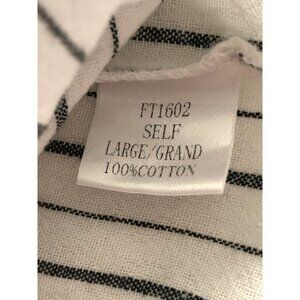 FT1602
SELF
LARGE/GRAND
100%COTTON